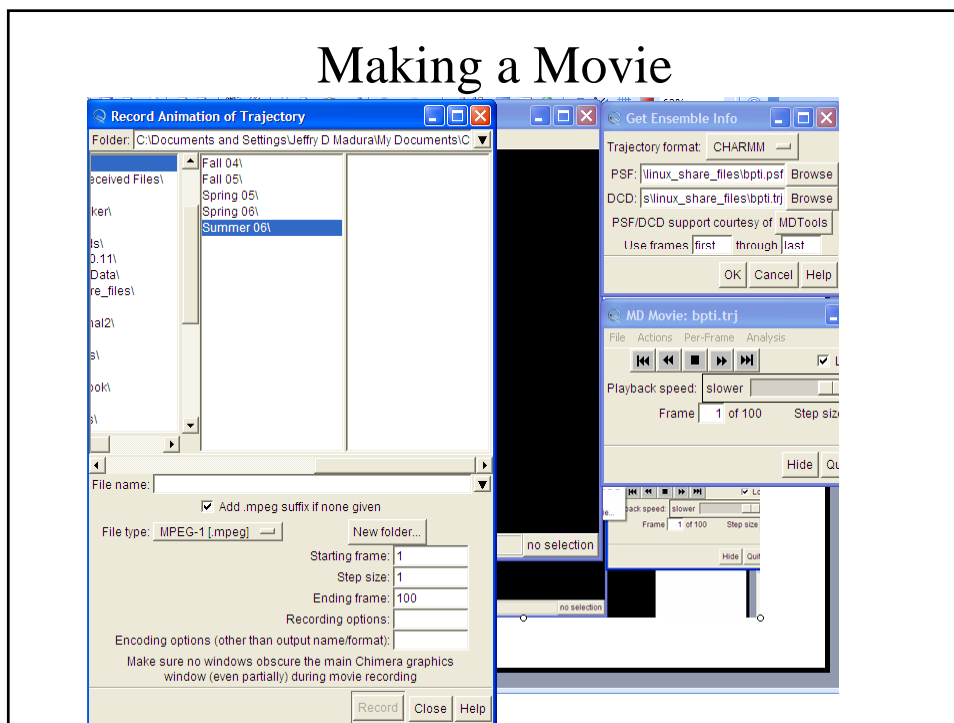 Making a Movie
Record Animation of Trajectory
Folder: C:\Documents and Settings\Jeffry D Madura\My Documents\C
eceived Files\
ker\
ds\
0.11\
Data\
re_files\
nal2\
s\
ook\
s\
Fall 04\
Fall 05\
Spring 05\
Spring 06\
Summer 06\
File name:
Add .mpeg suffix if none given
File type: MPEG-1 [.mpeg]
New folder...
Starting frame: 1
Step size: 1
Ending frame: 100
Recording options:
Encoding options (other than output name/format):
Make sure no windows obscure the main Chimera graphics
window (even partially) during movie recording
Record Close Help
no selection
no selection
Get Ensemble Info
Trajectory format: CHARMM
PSF: \linux_share_files\bpti.psf Browse
DCD: s\linux_share_files\bpti.trj Browse
PSF/DCD support courtesy of MDTools
Use frames first through last
OK Cancel Help
MD Movie: bpti.trj
File Actions Per-Frame Analysis
L
Playback speed: slower
Frame 1 of 100 Step size
Hide Qu
Lo
e... back speed: slower
Frame 1 of 100 Step size
Hide Quit